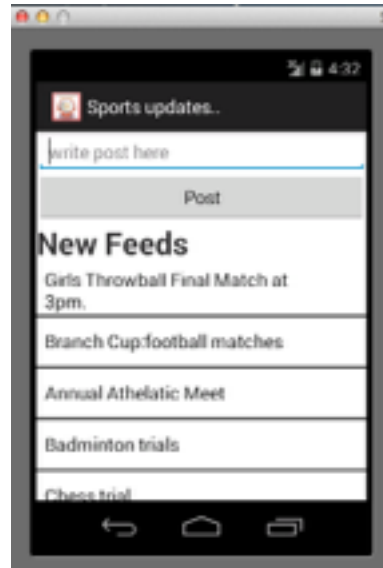 4:32
Sports updates..
write post here
Post
New Feeds
Girls Throwball Final Match at
3pm.
Branch Cup:football matches
Annual Athelatic Meet
Badminton trials
Chess trial